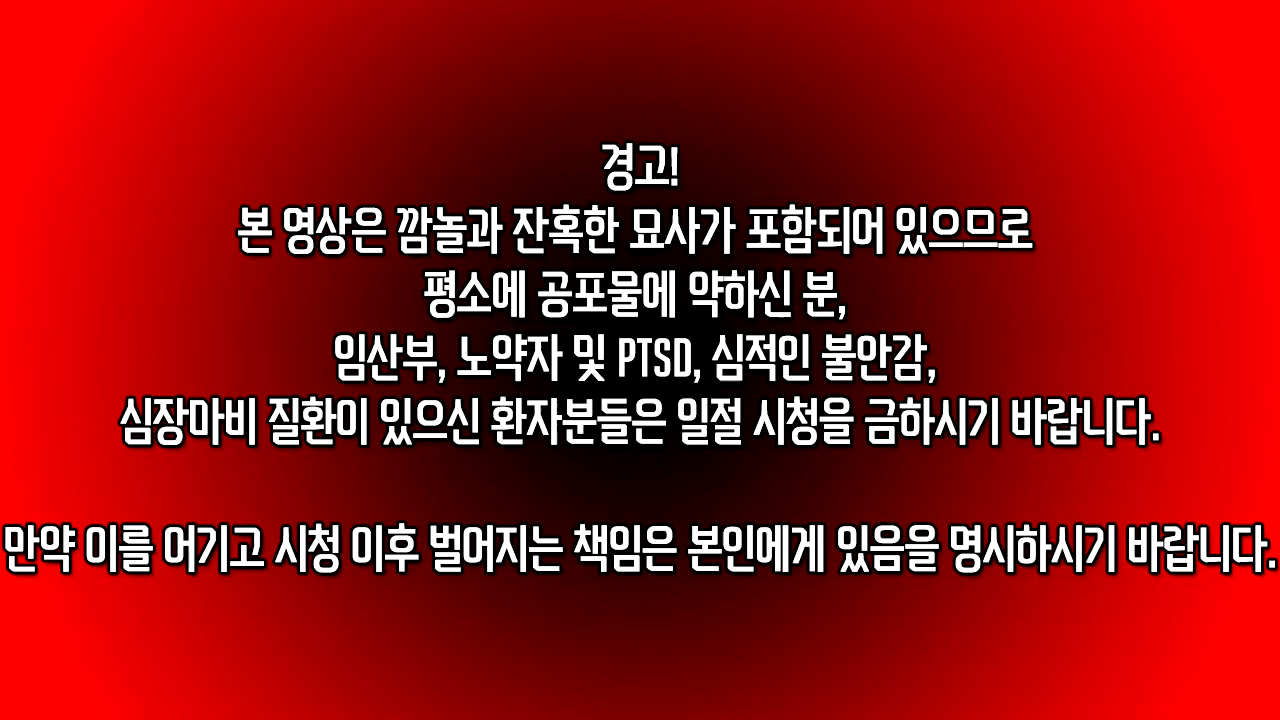 경고!
본 영상은 깜놀과 잔혹한 묘사가 포함되어 있으므로
평소에 공포물에 약하신 분,
임산부, 노약자 및 PTSD, 심적인 불안감,
심장마비 질환이 있으신 환자분들은 일절 시청을 금하시기 바랍니다.
만약 이를 어기고 시청 이후 벌어지는 책임은 본인에게 있음을 명시하시기 바랍니다.